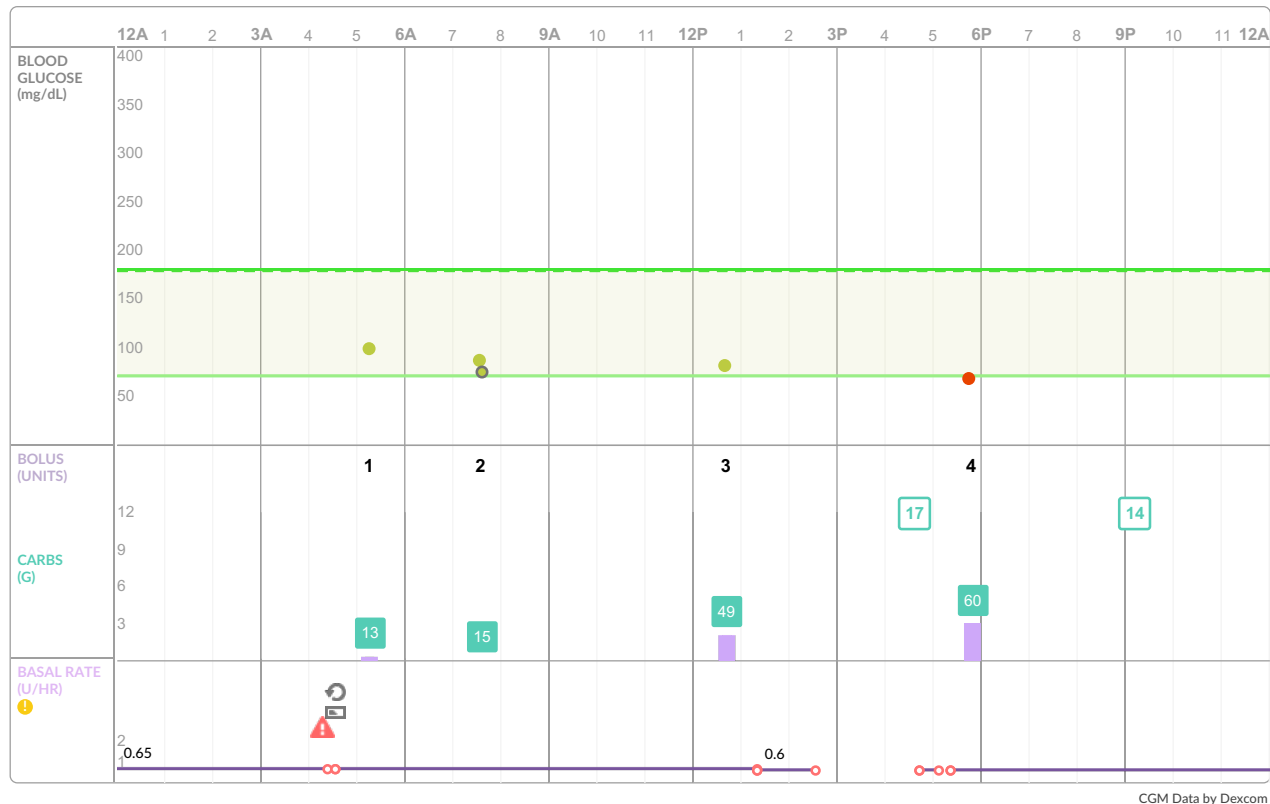 12A 1 2 3A 4 5 6A 7 8 9A 10 11 12P 1 2 3P 4 5 6P 7 8 9P 10 11 12A
BLOOD
GLUCOSE
(mg/dL)
400
350
300
250
200
150
100
50
BOLUS
(UNITS)
1 2 3 4
12
17 14
9
CARBS
(G)
6
60
49
3
13 15
BASAL RATE
(U/HR)
!
!
2
1
0.65 0.6
CGM Data by Dexcom